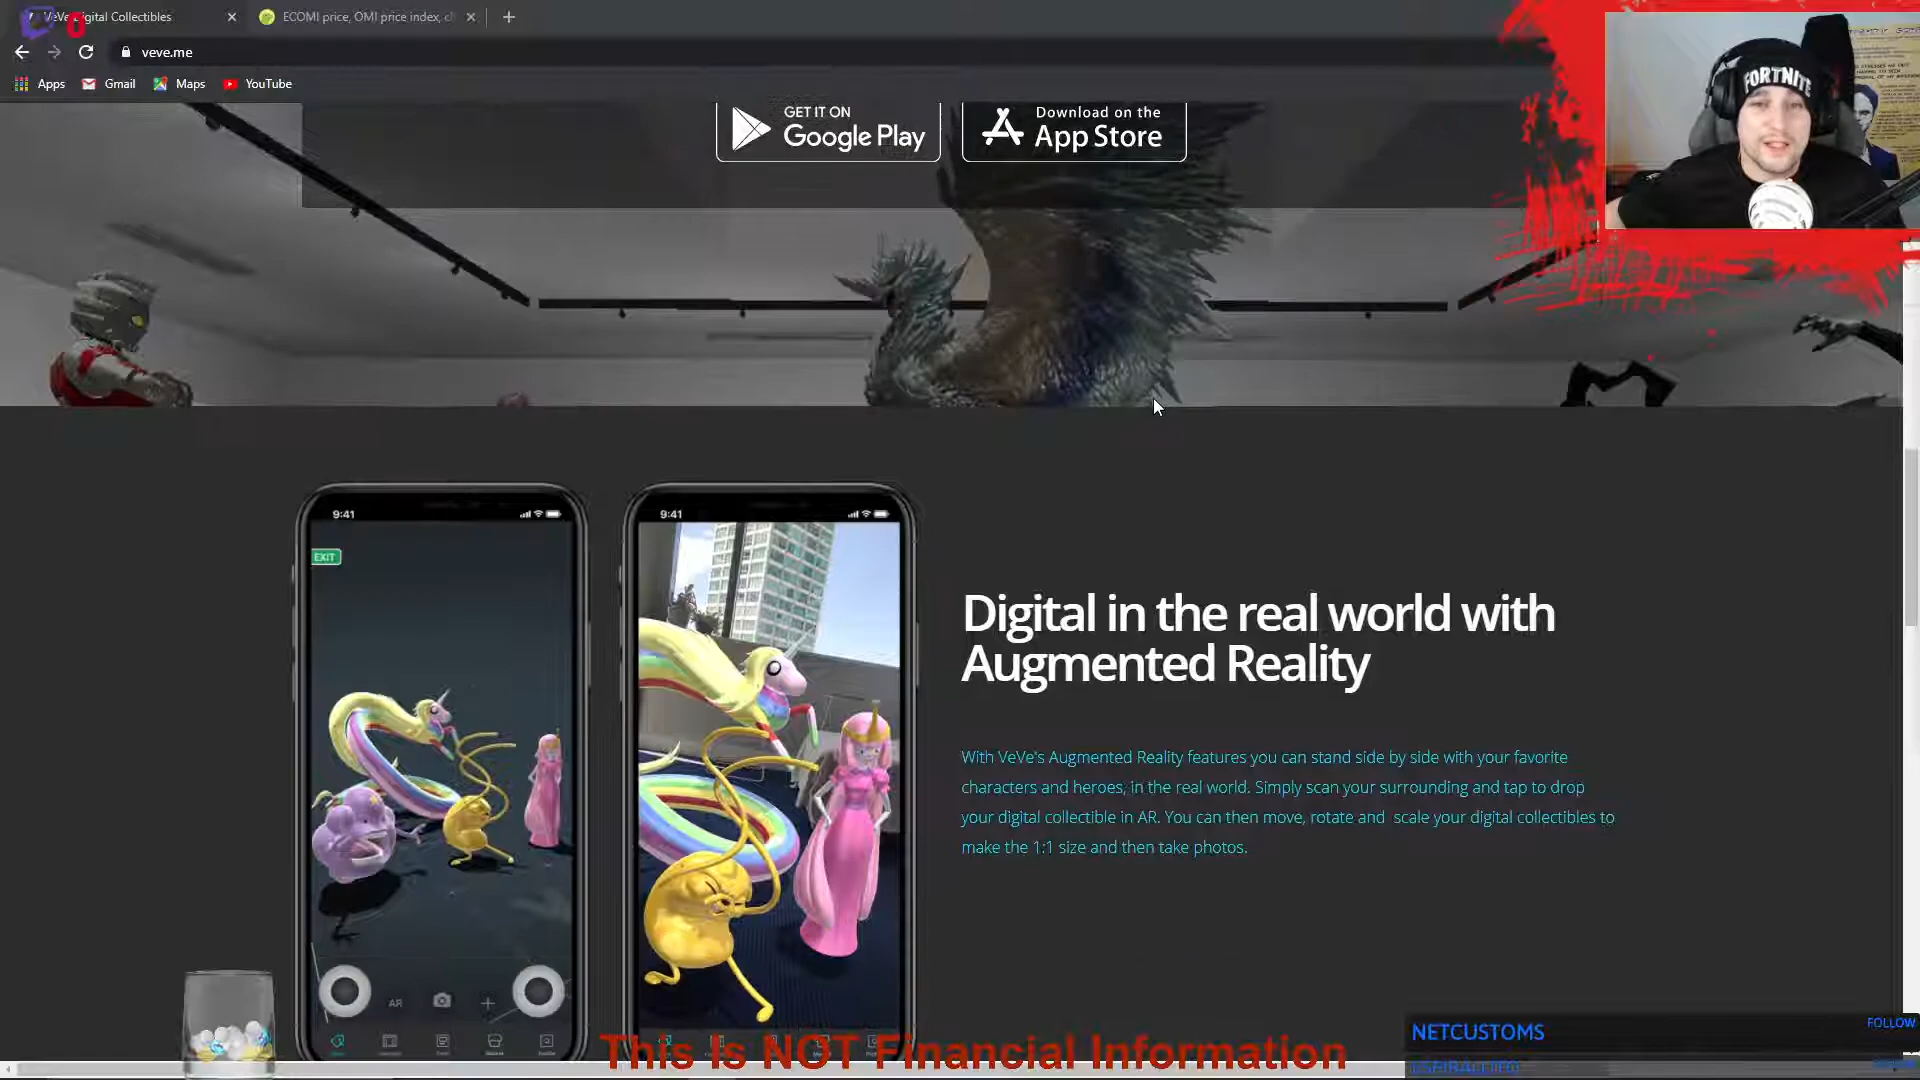 VeVe Digital Collectibles
ECOMI price, OMI price index, c
0
veve.me
Apps
Gmail
Maps
YouTube
FORTNITE
GET IT ON
Google Play
Download on the
App Store
9:41
EXIT
AR
9:41
Digital in the real world with
Augmented Reality
With VeVe's Augmented Reality features you can stand side by side with your favorite
characters and heroes, in the real world. Simply scan your surrounding and tap to drop
your digital collectible in AR. You can then move, rotate and scale your digital collectibles to
make the 1:1 size and then take photos.
This Is NOT Financial Information
NETCUSTOMS
FOLLOW